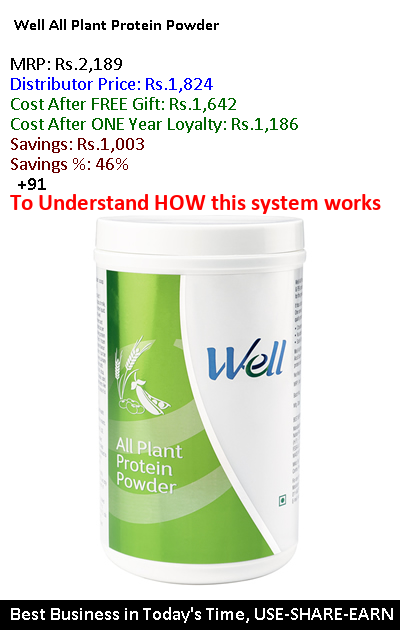 Well All Plant Protein Powder
MRP: Rs.2,189
Distributor Price: Rs.1,824
Cost After FREE Gift: Rs.1,642
Cost After ONE Year Loyalty: Rs.1,186
Savings: Rs.1,003
Savings %: 46%
+91
To Understand HOW this system works
Well
All Plant
Protein
Powder
Best Business in Today's Time, USE-SHARE-EARN